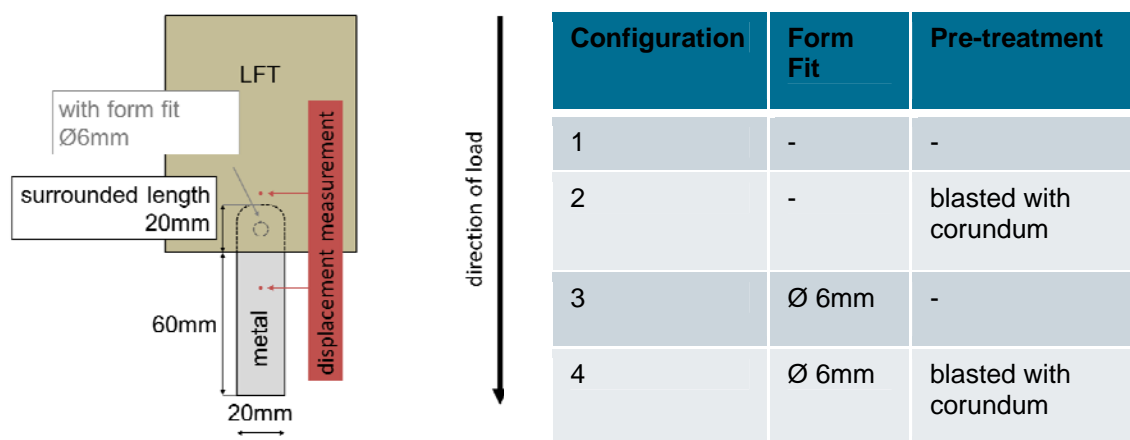 LFT
with form fit
Ø6mm
surrounded length
20mm
displacement measurement
direction of load
60mm
metal
20mm
Configuration Form Fit Pre-treatment
1 - -
2 - blasted with corundum
3 Ø 6mm -
4 Ø 6mm blasted with corundum